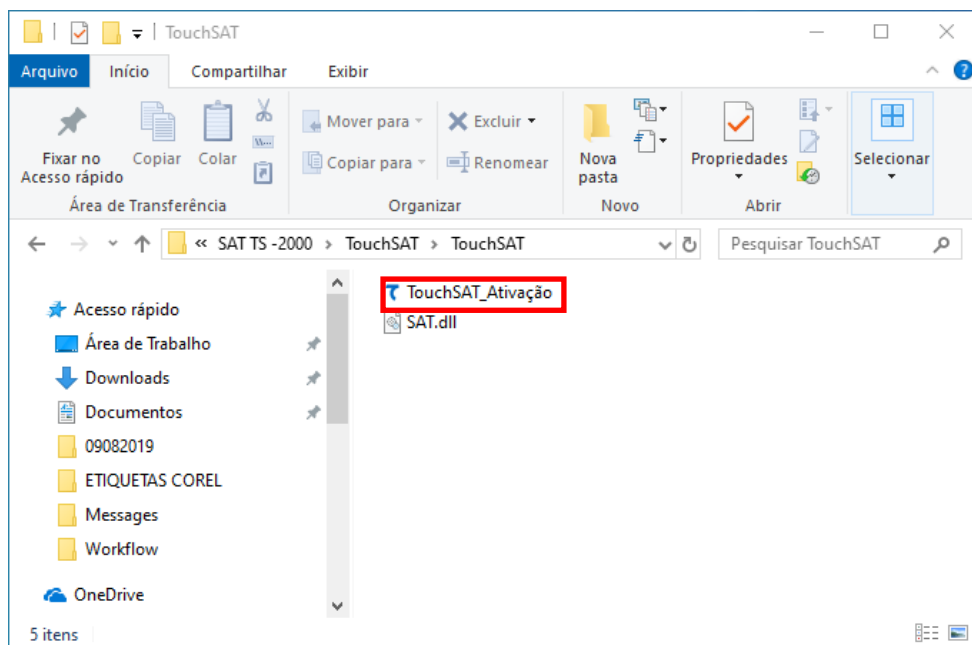 TouchSAT
Arquivo Início Compartilhar Exibir
Mover para Excluir
Fixar no Acesso rápido Copiar Colar Copiar para Renomear Nova pasta Propriedades Selecionar
Área de Transferência Organizar Novo Abrir
« SAT TS -2000 > TouchSAT > TouchSAT Pesquisar TouchSAT
TouchSAT_Ativação
SAT.dll
Acesso rápido
Área de Trabalho
Downloads
Documentos
09082019
ETIQUETAS COREL
Messages
Workflow
OneDrive
5 itens